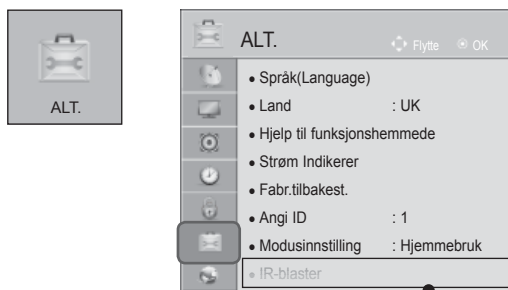 ALT.
ALT.
Flytte OK
• Språk(Language)
• Land : UK
• Hjelp til funksjonshemmede
• Strøm Indikerer
• Fabr.tilbakest.
• Angi ID : 1
• Modusinnstilling : Hjemmebruk
• IR-blaster